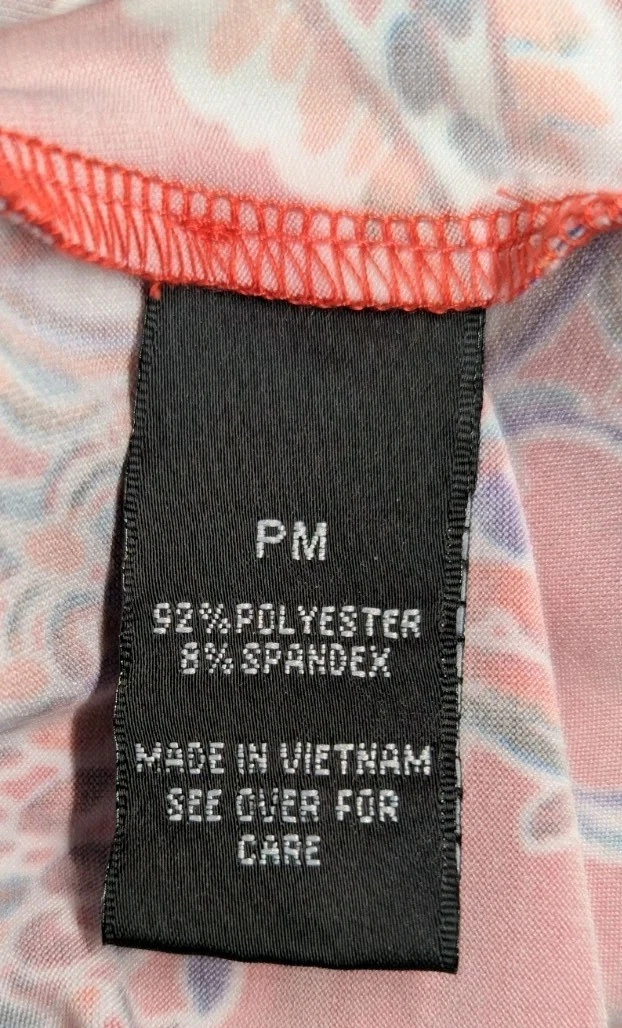 PM
92% POLYESTER
8% SPANDEX
MADE IN VIETNAM
SEE OVER FOR
CARE